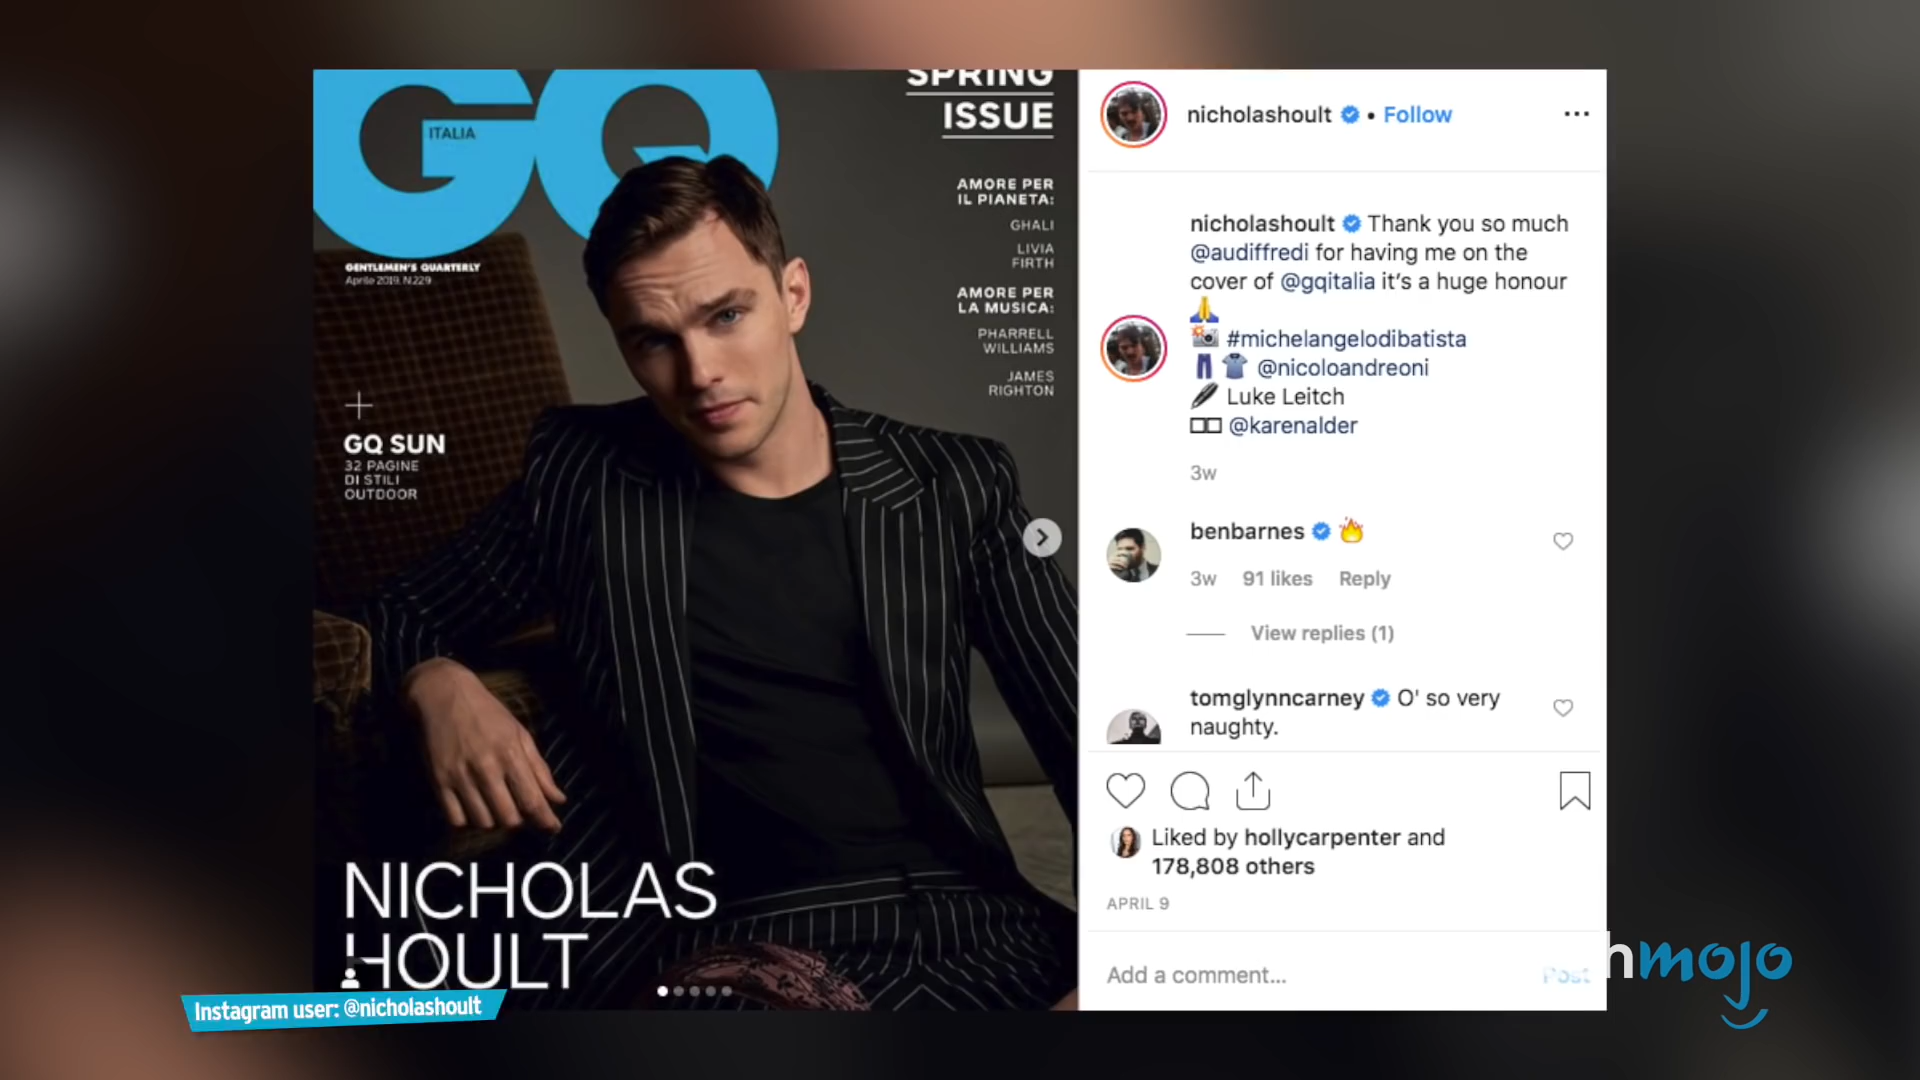 GQ
ITALIA
SPRING
ISSUE
GENTLEMEN'S QUARTERLY
Aprile 2019. N.229
AMORE PER
IL PIANETA:
GHALI
LIVIA
FIRTH
AMORE PER
LA MUSICA:
PHARRELL
WILLIAMS
JAMES
RIGHTON
+
GQ SUN
32 PAGINE
DI STILI
OUTDOOR
NICHOLAS
HOULT
nicholashoult • Follow
nicholashoult Thank you so much
@audiffredi for having me on the
cover of @gqitalia it's a huge honour
🙏
📸 #michelangelodibatista
👖👕 @nicoloandreoni
Luke Leitch
@karenalder
3w
benbarnes 🔥
3w 91 likes Reply
View replies (1)
tomglynncarney O' so very
naughty.
Liked by hollycarpenter and
178,808 others
APRIL 9
Add a comment...
Post
Instagram user: @nicholashoult
hmojo